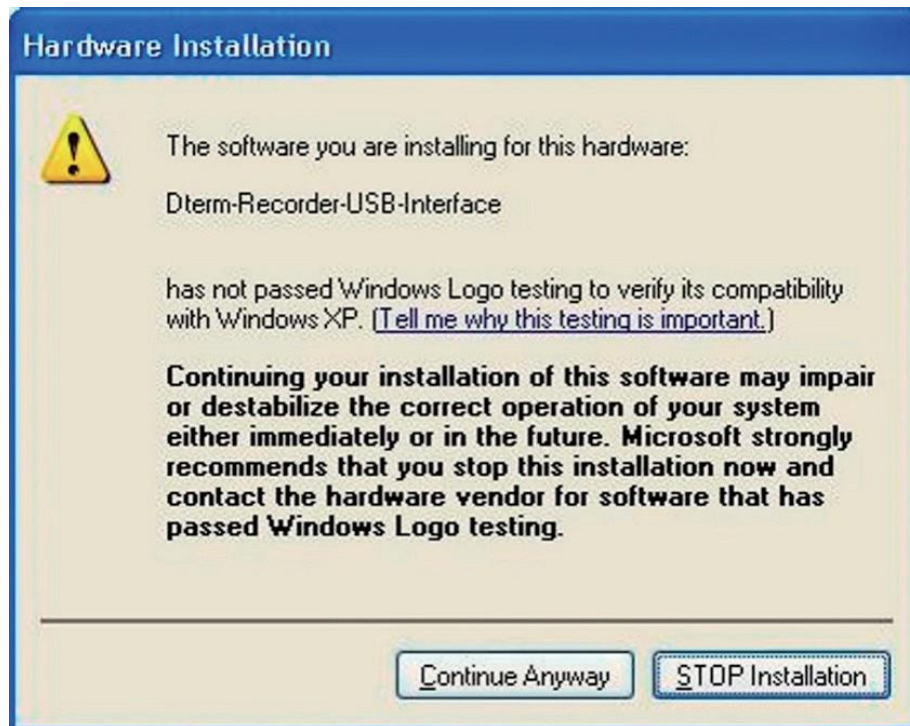 Hardware Installation
The software you are installing for this hardware:
Dterm-Recorder-USB-Interface
has not passed Windows Logo testing to verify its compatibility
with Windows XP. (Tell me why this testing is important.)
Continuing your installation of this software may impair
or destabilize the correct operation of your system
either immediately or in the future. Microsoft strongly
recommends that you stop this installation now and
contact the hardware vendor for software that has
passed Windows Logo testing.
Continue Anyway STOP Installation